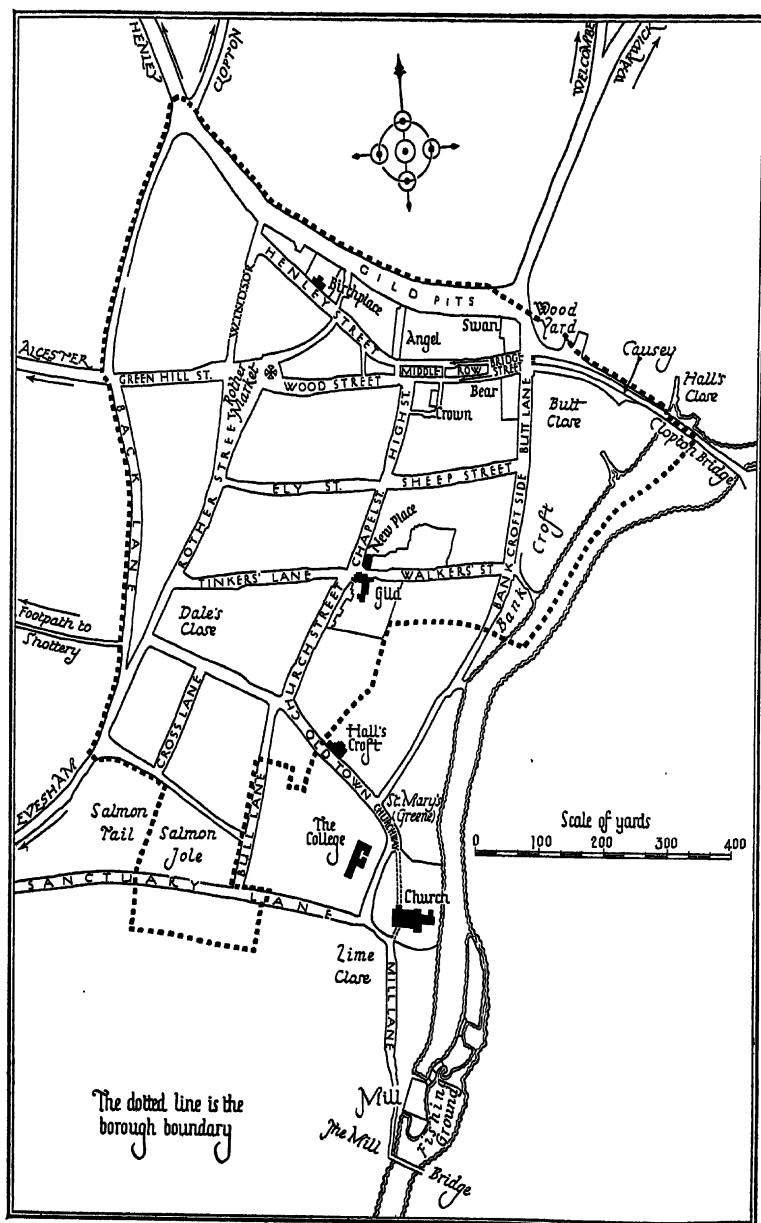 HENLEY
CLOPTON
WELCOMBE
WARWICK
GILD PITS
HENLEY STREET
Birthplace
WINDSOR
Wood
Yard
Swan
Angel
Causey
Hall's
Close
ALCESTER
GREEN HILL ST.
Rother
Market
WOOD STREET
MIDDLE ROW
BRIDGE
STREET
Bear
Crown
HIGH ST.
BUTT LANE
Butt
Close
Clopton Bridge
BACK LANE
ROTHER STREET
ELY ST.
SHEEP STREET
CHAPEL ST.
New Place
BANK CROFT SIDE
Bank Croft
TINKERS' LANE
WALKERS' ST
Gild
Footpath to
Shottery
Dale's
Close
CHURCH STREET
CROSS LANE
OLD TOWN
Hall's
Croft
EVESHAM
Salmon
Tail
Salmon
Jole
BULL LANE
The
College
CHURCHWAY
St. Mary's
(Greene)
Scale of yards
0 100 200 300 400
SANCTUARY LANE
Church
Lime
Close
MILL LANE
Mill
Fishin
Ground
The Mill Bridge
The dotted line is the
borough boundary